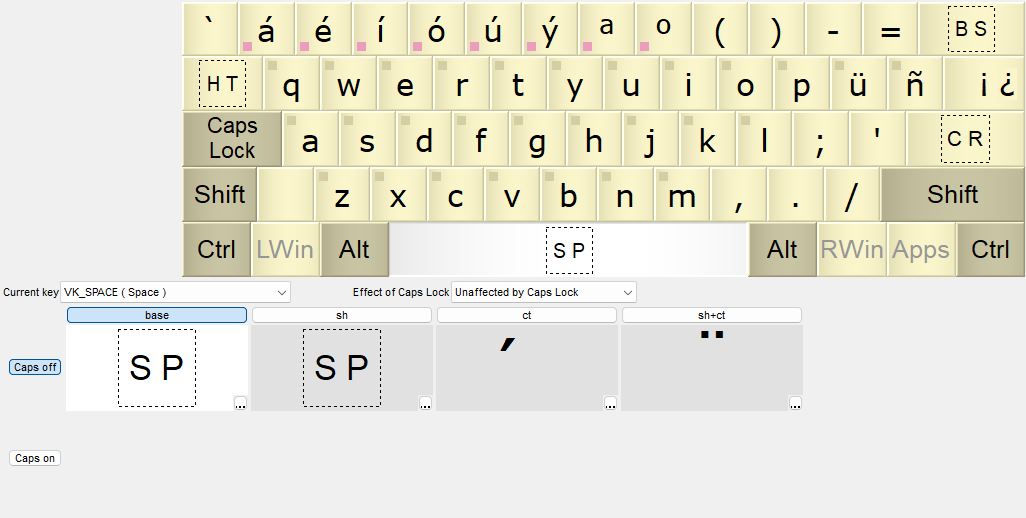 ` á é í ó ú ý ª º ( ) - = BS
HT q w e r t y u i o p ü ñ ¡ ¿
Caps Lock a s d f g h j k l ; ' CR
Shift z x c v b n m , . / Shift
Ctrl LWin Alt SP Alt RWin Apps Ctrl
Current key VK_SPACE ( Space ) Effect of Caps Lock Unaffected by Caps Lock
base sh ct sh+ct
Caps off SP SP ´ ¨
... ... ... ...
Caps on